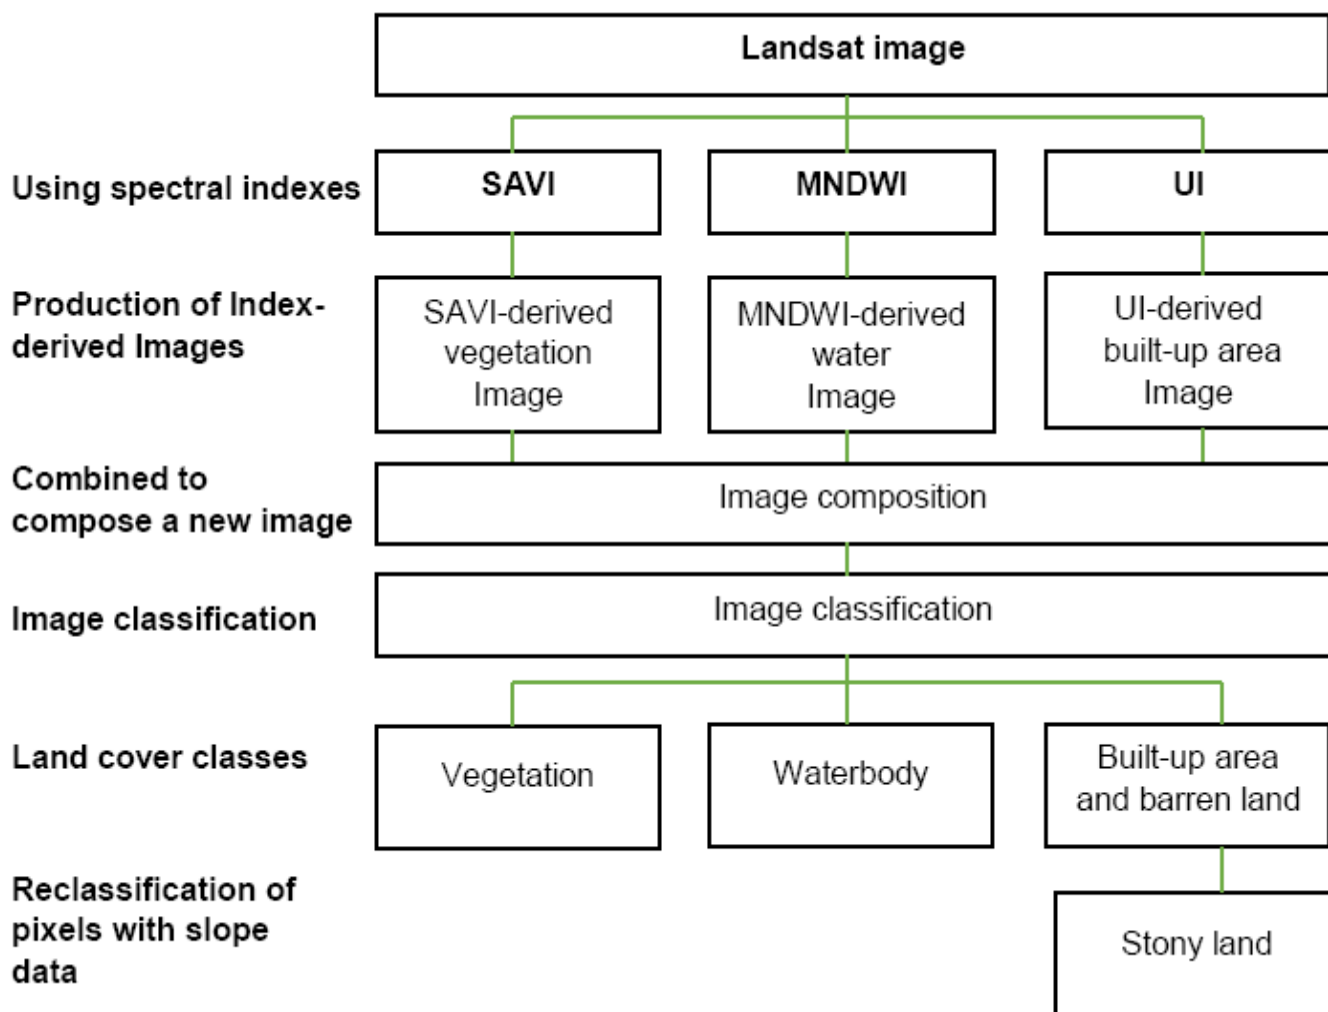 Landsat image
Using spectral indexes
SAVI
MNDWI
UI
Production of Index-
derived Images
SAVI-derived
vegetation
Image
MNDWI-derived
water
Image
UI-derived
built-up area
Image
Combined to
compose a new image
Image composition
Image classification
Image classification
Land cover classes
Vegetation
Waterbody
Built-up area
and barren land
Reclassification of
pixels with slope
data
Stony land